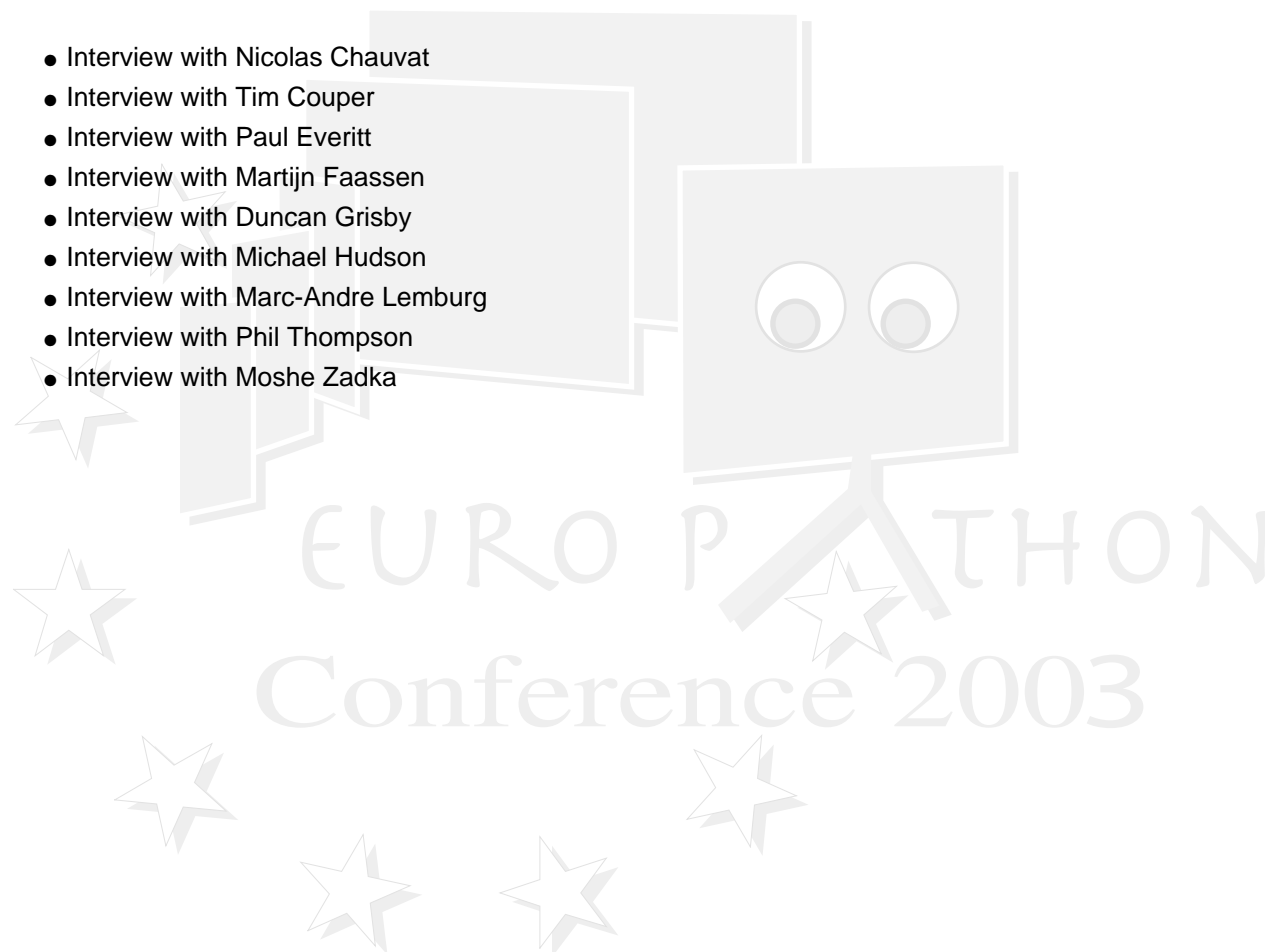 ● Interview with Nicolas Chauvat
● Interview with Tim Couper
● Interview with Paul Everitt
● Interview with Martijn Faassen
● Interview with Duncan Grisby
● Interview with Michael Hudson
● Interview with Marc-Andre Lemburg
● Interview with Phil Thompson
● Interview with Moshe Zadka
EURO P THON
Conference 2003